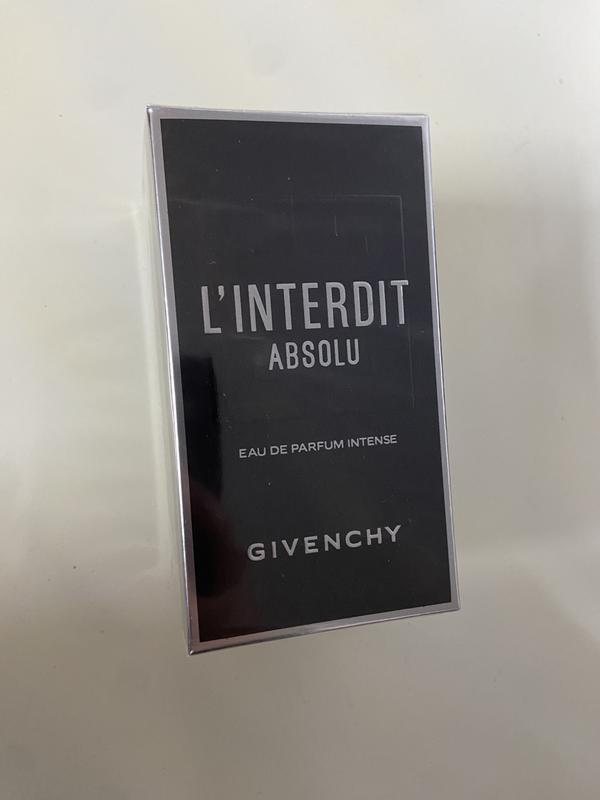 L'INTERDIT
ABSOLU
EAU DE PARFUM INTENSE
GIVENCHY